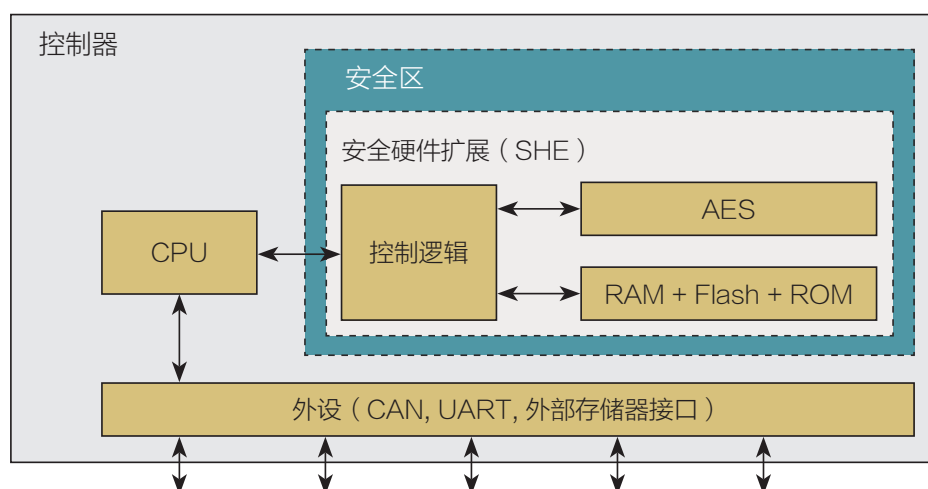 控制器
安全区
安全硬件扩展（SHE）
CPU
控制逻辑
AES
RAM + Flash + ROM
外设（CAN, UART, 外部存储器接口）